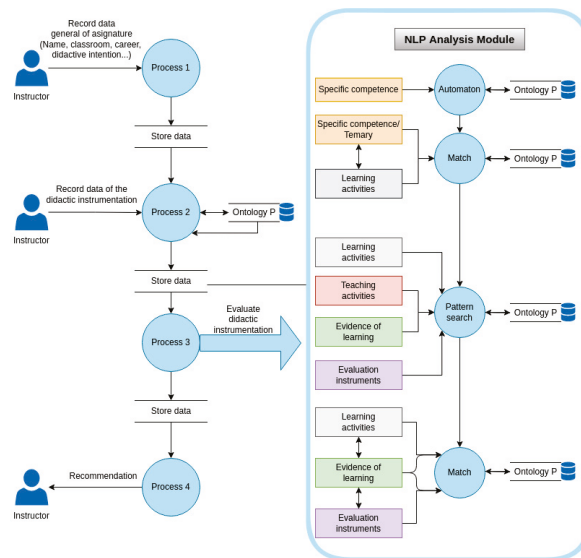 Record data
general of asignature
(Name, classroom, career,
didactive intention...)
Instructor
Process 1
Store data
Record data of the
didactic instrumentation
Instructor
Process 2
Ontology P
Store data
Evaluate
didactic
instrumentation
Process 3
Store data
Recommendation
Instructor
Process 4
NLP Analysis Module
Specific competence
Automaton
Ontology P
Specific competence/
Temary
Match
Ontology P
Learning
activities
Learning
activities
Teaching
activities
Pattern
search
Ontology P
Evidence of
learning
Evaluation
instruments
Learning
activities
Evidence of
learning
Match
Ontology P
Evaluation
instruments